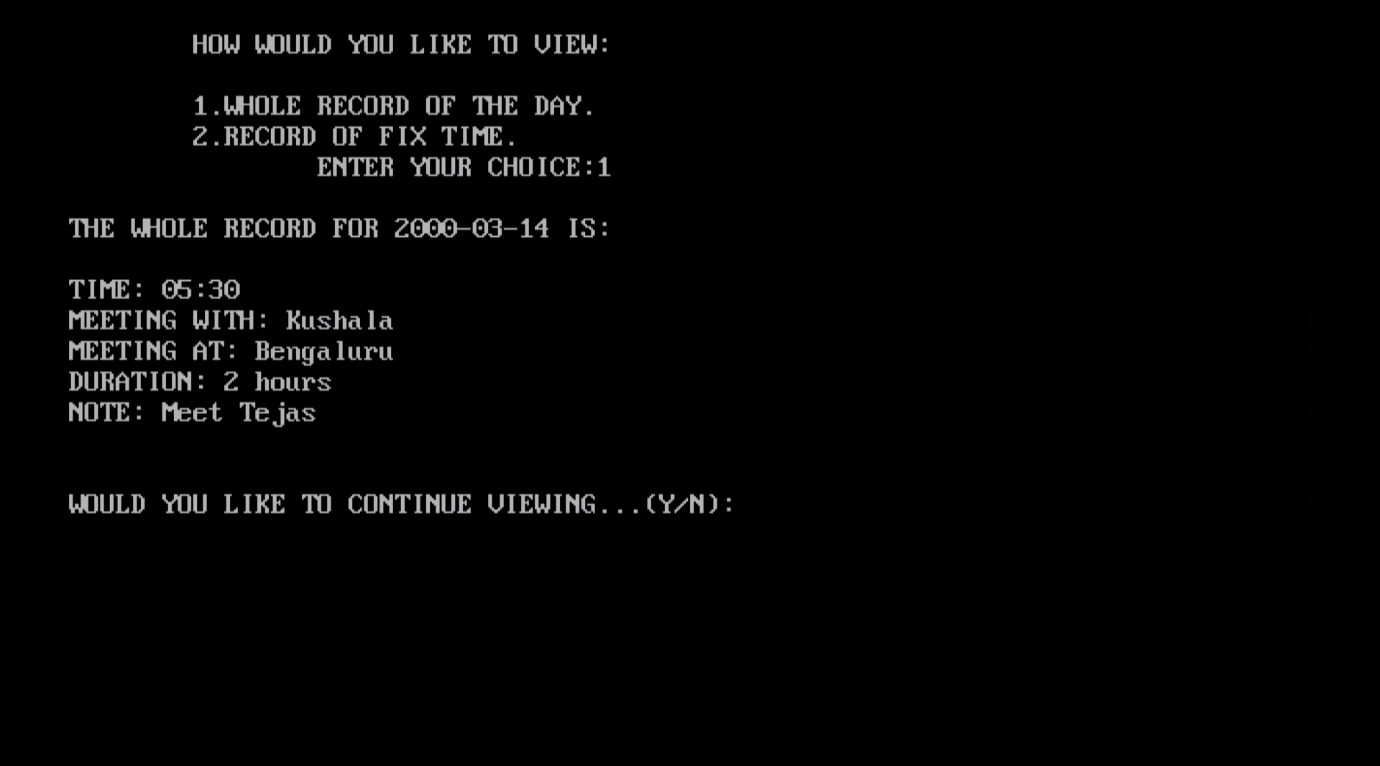 HOW WOULD YOU LIKE TO VIEW:
1.WHOLE RECORD OF THE DAY.
2.RECORD OF FIX TIME.
ENTER YOUR CHOICE:1
THE WHOLE RECORD FOR 2000-03-14 IS:
TIME: 05:30
MEETING WITH: Kushala
MEETING AT: Bengaluru
DURATION: 2 hours
NOTE: Meet Tejas
WOULD YOU LIKE TO CONTINUE VIEWING...(Y/N):